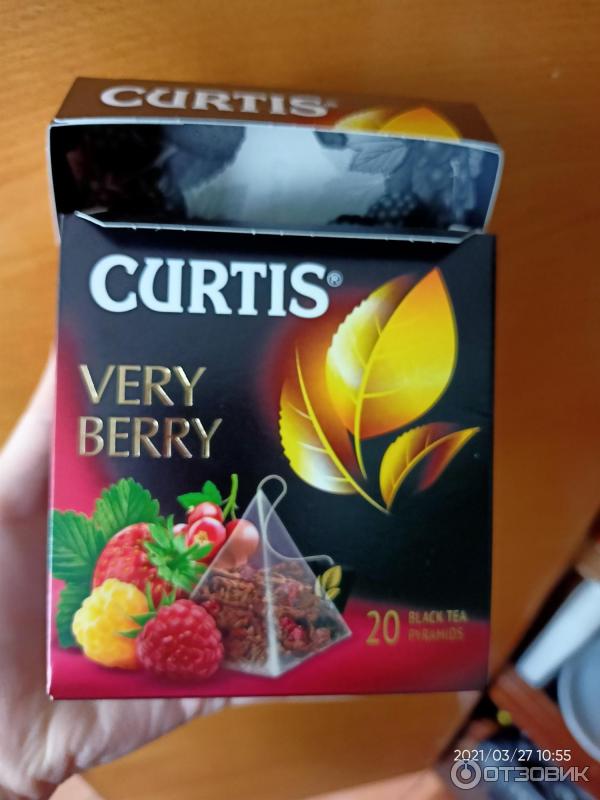 CURTIS®
CURTIS®
VERY
BERRY
20 BLACK TEA
PYRAMIDS
2021/03/27 10:55
ОТЗОВИК